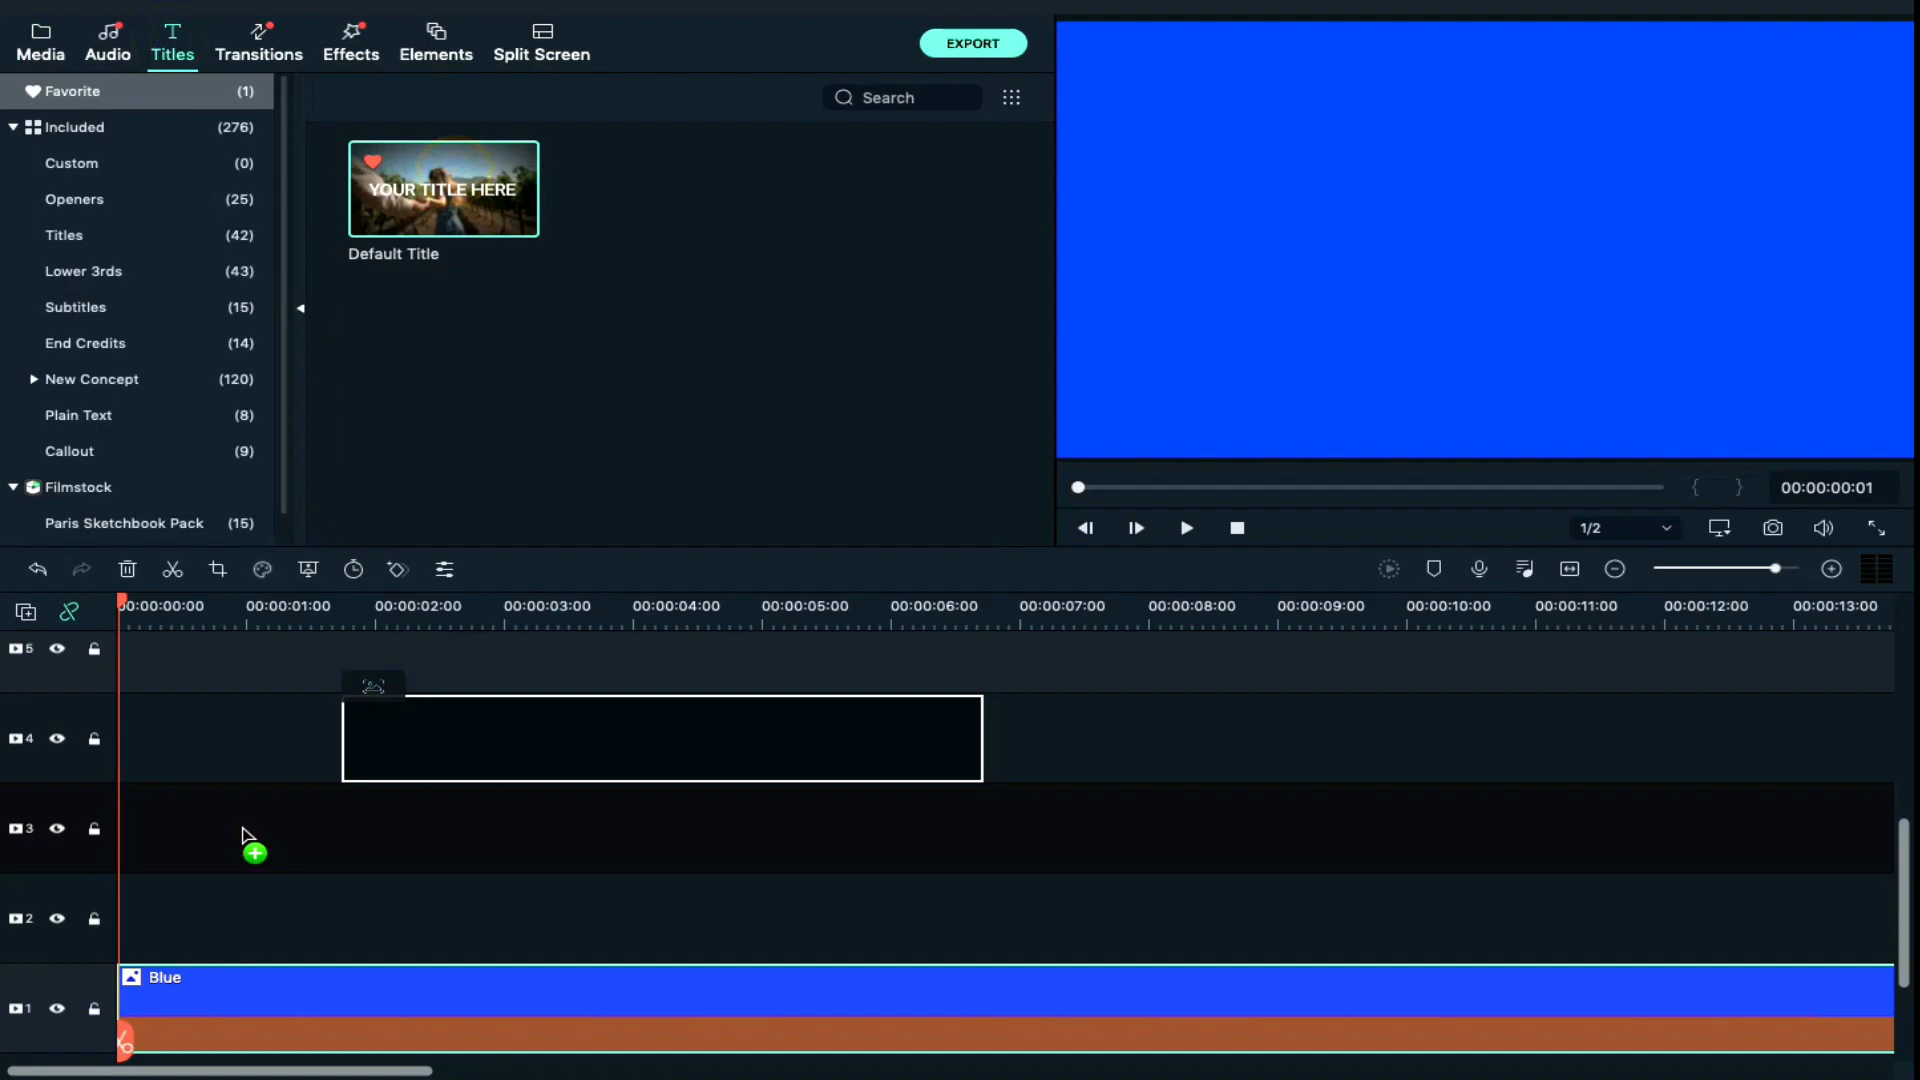 Media
Audio
Titles
Transitions
Effects
Elements
Split Screen
EXPORT
Favorite (1)
Included (276)
Custom (0)
Openers (25)
Titles (42)
Lower 3rds (43)
Subtitles (15)
End Credits (14)
New Concept (120)
Plain Text (8)
Callout (9)
Filmstock
Paris Sketchbook Pack (15)
Search
YOUR TITLE HERE
Default Title
{ } 00:00:00:01
1/2
00:00:00:00 00:00:01:00 00:00:02:00 00:00:03:00 00:00:04:00 00:00:05:00 00:00:06:00 00:00:07:00 00:00:08:00 00:00:09:00 00:00:10:00 00:00:11:00 00:00:12:00 00:00:13:00
5
4
3
2
Blue
1